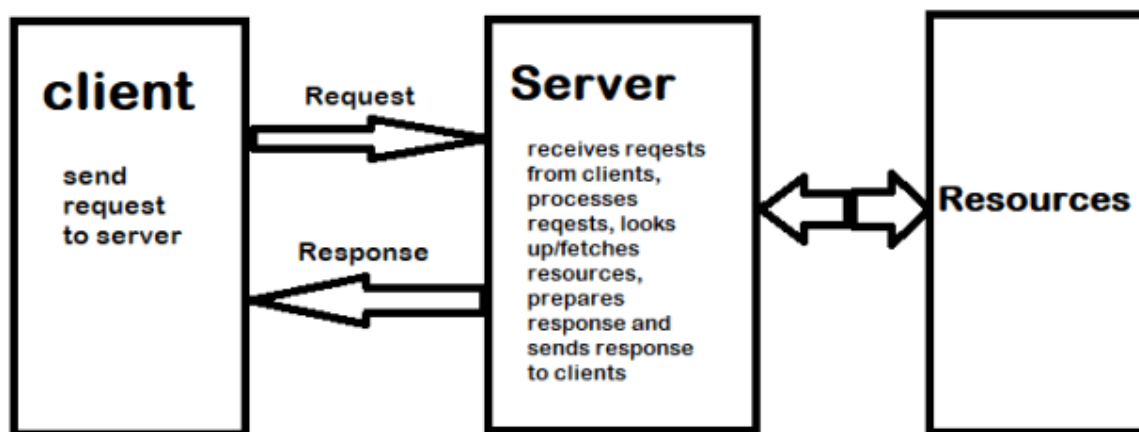 client
send
request
to server
Request
Response
Server
receives reqests
from clients,
processes
reqests, looks
up/fetches
resources,
prepares
response and
sends response
to clients
Resources